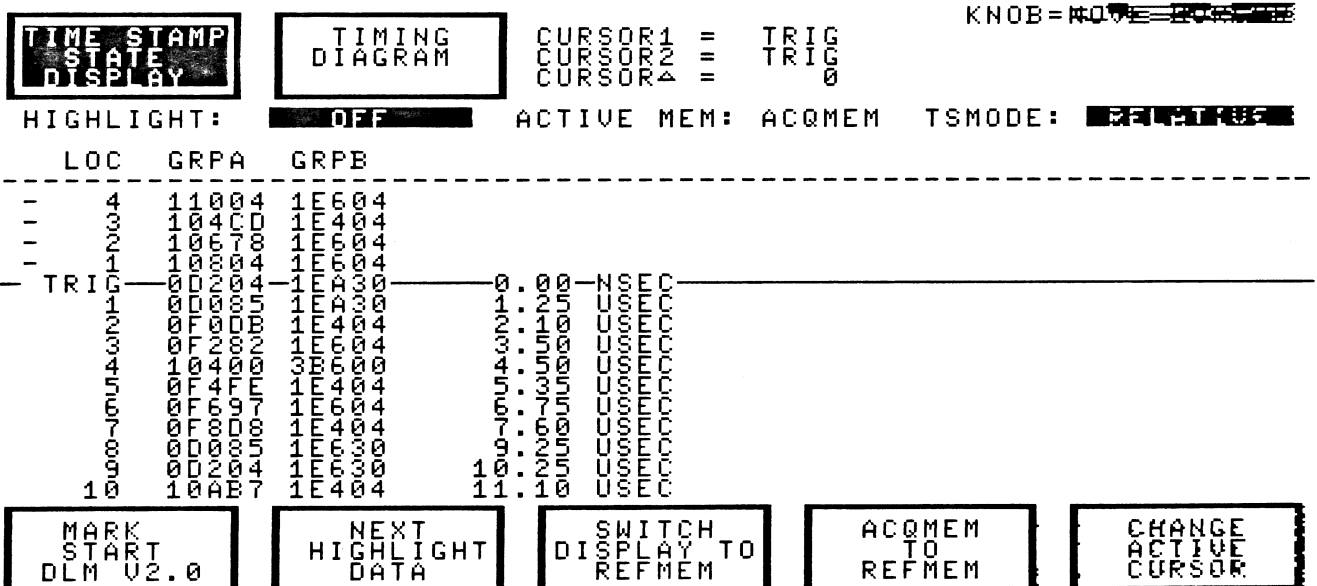 KNOB=
TIME STAMP
STATE
DISPLAY
TIMING
DIAGRAM
CURSOR1 = TRIG
CURSOR2 = TRIG
CURSOR△ = 0
HIGHLIGHT: OFF ACTIVE MEM: ACQMEM TSMODE: RELATIVE
LOC GRPA GRPB
- 4 11004 1E604
- 3 104CD 1E404
- 2 10678 1E604
- 1 10804 1E604
TRIG 0D204 1EA30 0.00 NSEC
1 0D085 1EA30 1.25 USEC
2 0F0DB 1E404 2.10 USEC
3 0F282 1E604 3.50 USEC
4 10400 3B600 4.50 USEC
5 0F4FE 1E404 5.35 USEC
6 0F697 1E604 6.75 USEC
7 0F8D8 1E404 7.60 USEC
8 0D085 1E630 9.25 USEC
9 0D204 1E630 10.25 USEC
10 10AB7 1E404 11.10 USEC
MARK
START
DLM V2.0
NEXT
HIGHLIGHT
DATA
SWITCH
DISPLAY TO
REFMEM
ACQMEM
TO
REFMEM
CHANGE
ACTIVE
CURSOR